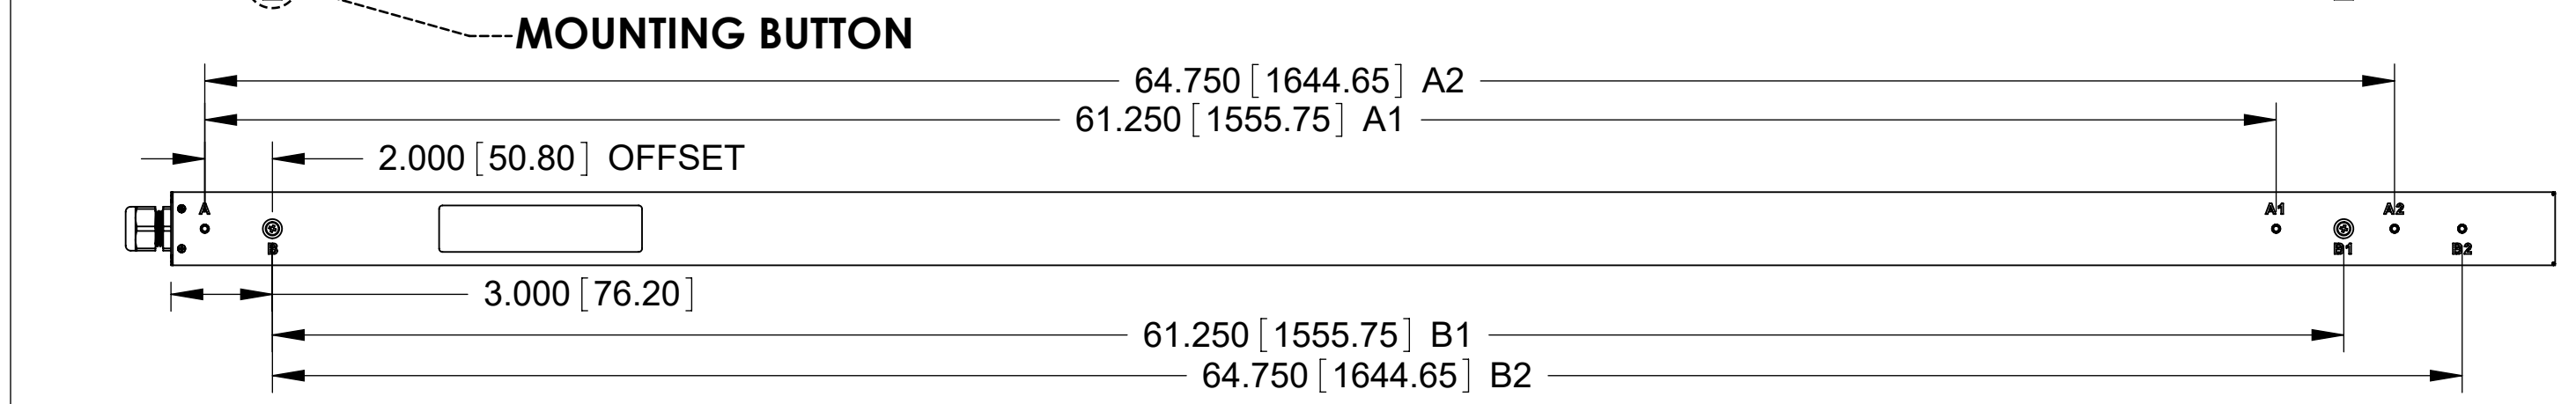 MOUNTING BUTTON
64.750 [1644.65] A2
61.250 [1555.75] A1
2.000 [50.80] OFFSET
A
A1
A2
B
B1
B2
3.000 [76.20]
61.250 [1555.75] B1
64.750 [1644.65] B2